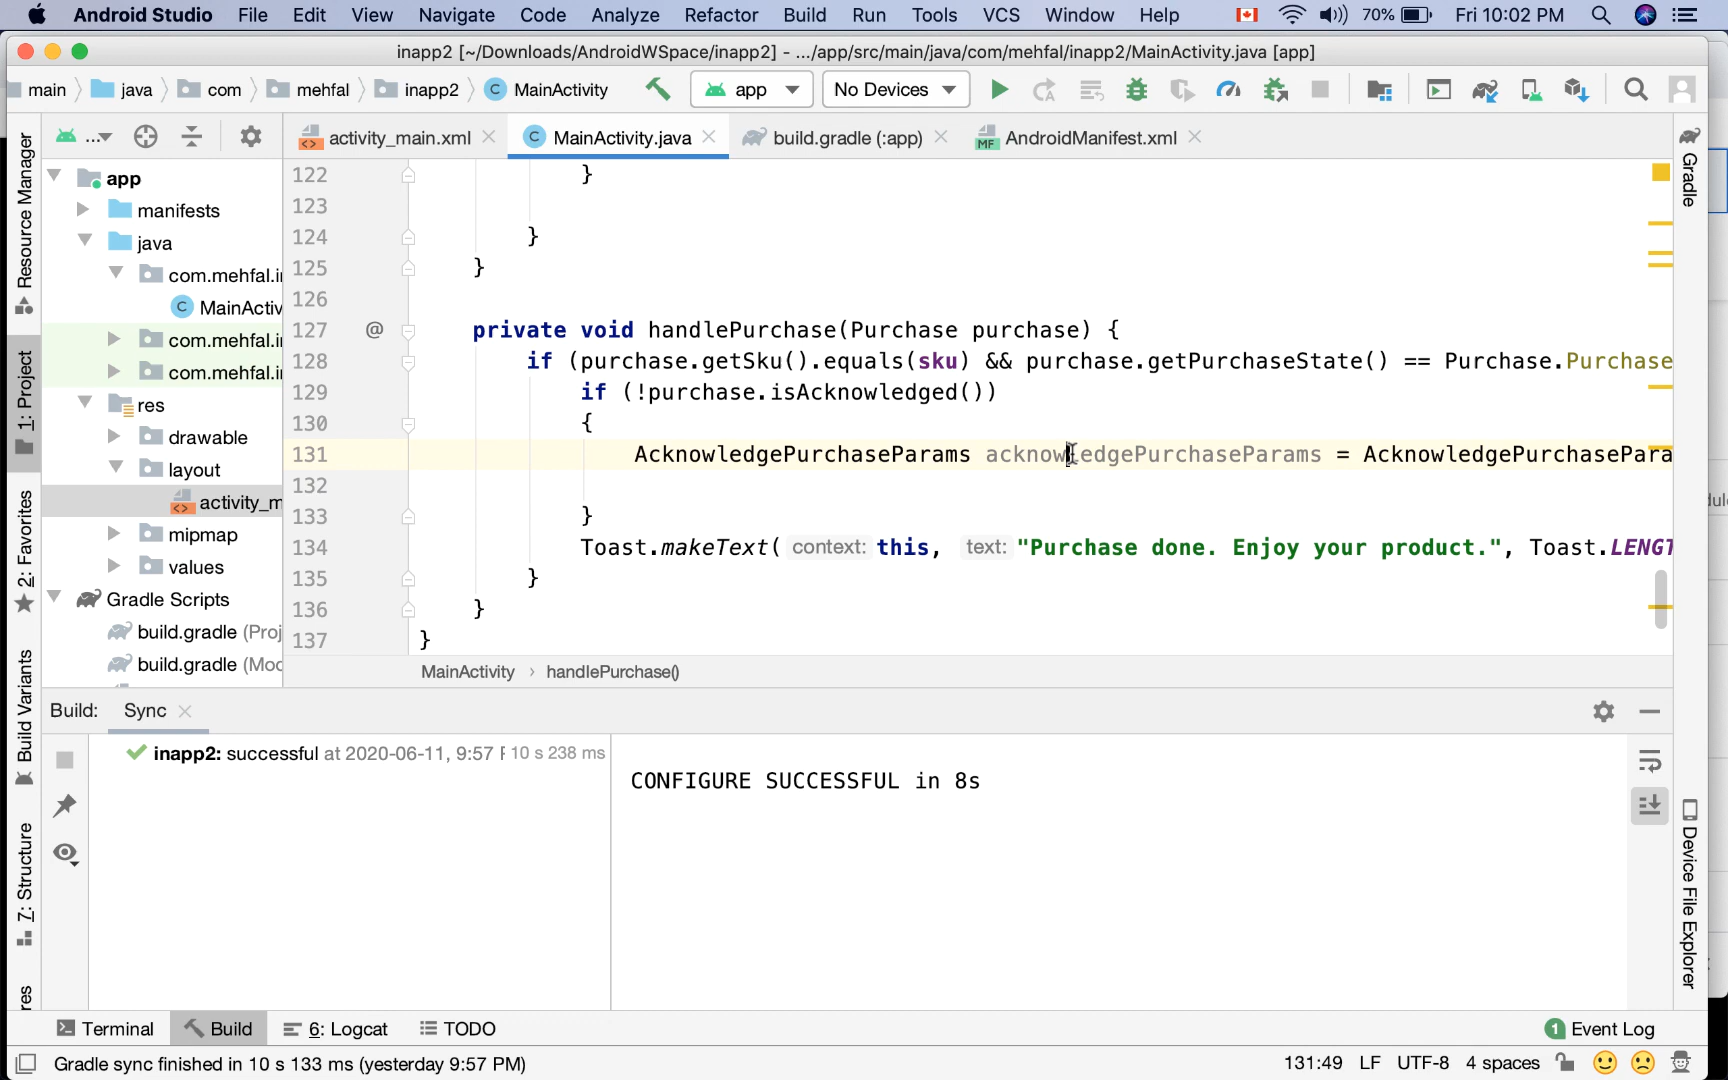 Android Studio File Edit View Navigate Code Analyze Refactor Build Run Tools VCS Window Help 70% Fri 10:02 PM
inapp2 [~/Downloads/AndroidWSpace/inapp2] - .../app/src/main/java/com/mehfal/inapp2/MainActivity.java [app]
main java com mehfal inapp2 C MainActivity app No Devices
... activity_main.xml C MainActivity.java build.gradle (:app) MF AndroidManifest.xml
122 }
app
123
manifests
124 }
java
125 }
com.mehfal.i
126
C MainActiv
127 @ private void handlePurchase(Purchase purchase) {
com.mehfal.i
128 if (purchase.getSku().equals(sku) && purchase.getPurchaseState() == Purchase.Purchase
com.mehfal.i
129 if (!purchase.isAcknowledged())
res
130 {
drawable
131 AcknowledgePurchaseParams acknowledgePurchaseParams = AcknowledgePurchasePara
layout
132
activity_m
133 }
mipmap
134 Toast.makeText( context: this, text: "Purchase done. Enjoy your product.", Toast.LENGT
values
135 }
Gradle Scripts
136 }
build.gradle (Proj
137 }
build.gradle (Moc
MainActivity › handlePurchase()
Resource Manager
1: Project
2: Favorites
Build Variants
7: Structure
res
Gradle
Device File Explorer
Build: Sync
inapp2: successful at 2020-06-11, 9:57 10 s 238 ms
CONFIGURE SUCCESSFUL in 8s
Terminal Build 6: Logcat TODO 1 Event Log
Gradle sync finished in 10 s 133 ms (yesterday 9:57 PM) 131:49 LF UTF-8 4 spaces